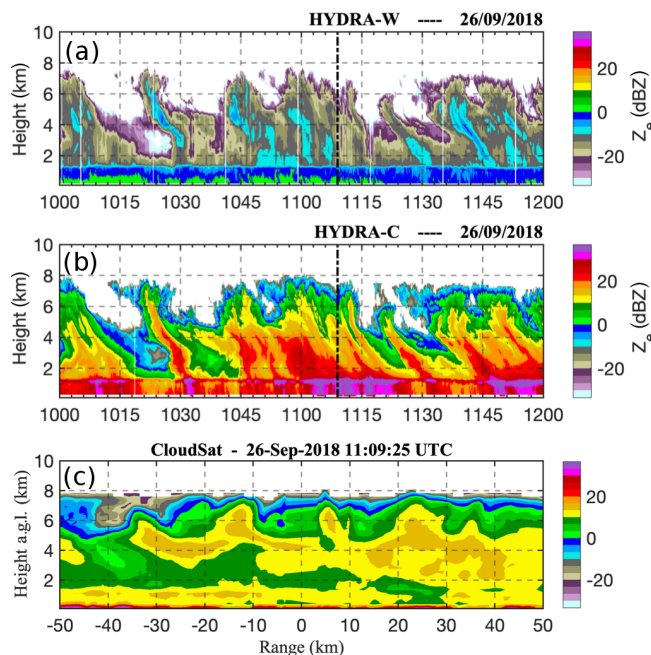 HYDRA-W ---- 26/09/2018
(a)
10
8
6
4
2
Height (km)
1000 1015 1030 1045 1100 1115 1130 1145 1200
20
0
-20
Z_e (dBZ)
HYDRA-C ---- 26/09/2018
(b)
10
8
6
4
2
Height (km)
1000 1015 1030 1045 1100 1115 1130 1145 1200
20
0
-20
Z_e (dBZ)
CloudSat - 26-Sep-2018 11:09:25 UTC
(c)
10
8
6
4
2
Height a.g.l. (km)
-50 -40 -30 -20 -10 0 10 20 30 40 50
Range (km)
20
0
-20
Z_e (dBZ)